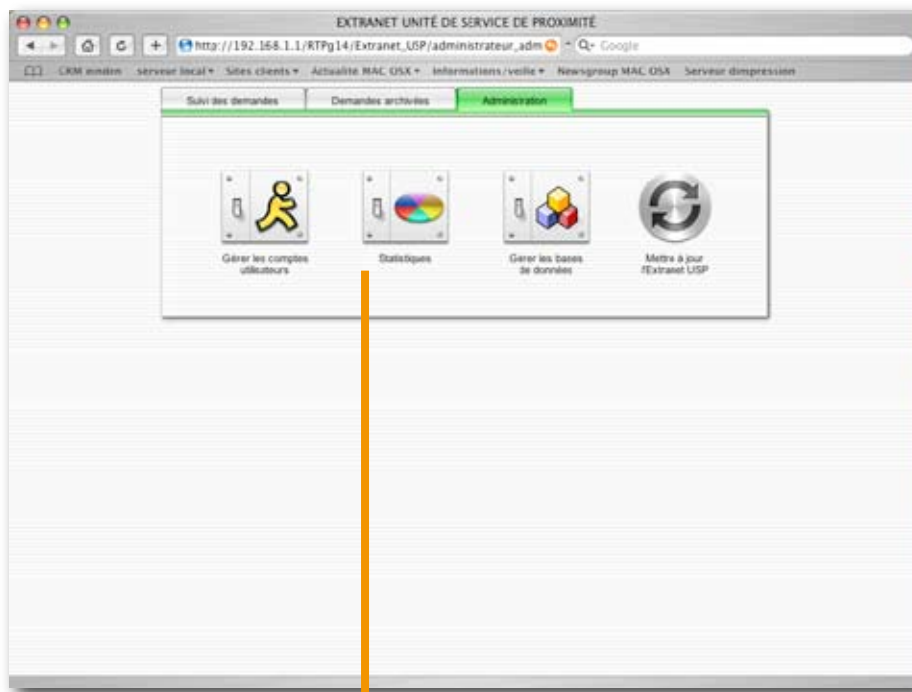 EXTRANET UNITÉ DE SERVICE DE PROXIMITÉ
http://192.168.1.1/RTPg14/Extranet_USP/administrateur_adm
Google
CRM mndrn serveur local Sites clients Actualité MAC OSX Informations/veille Newsgroup MAC OSX Serveur dimpression
Suivi des demandes Demandes archivées Administration
Gérer les comptes utilisateurs
Statistiques
Gerer les bases de données
Mettre à jour l'Extranet USP